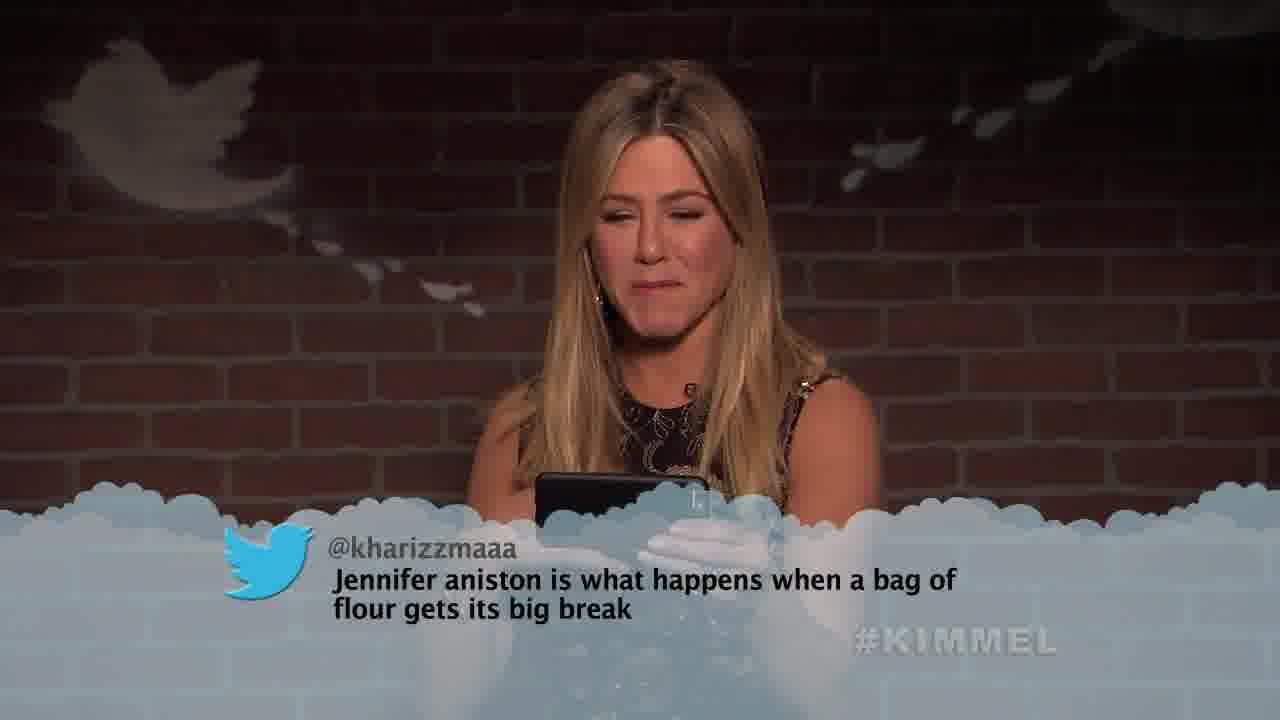 @kharizzmaaa
Jennifer aniston is what happens when a bag of
flour gets its big break
#KIMMEL